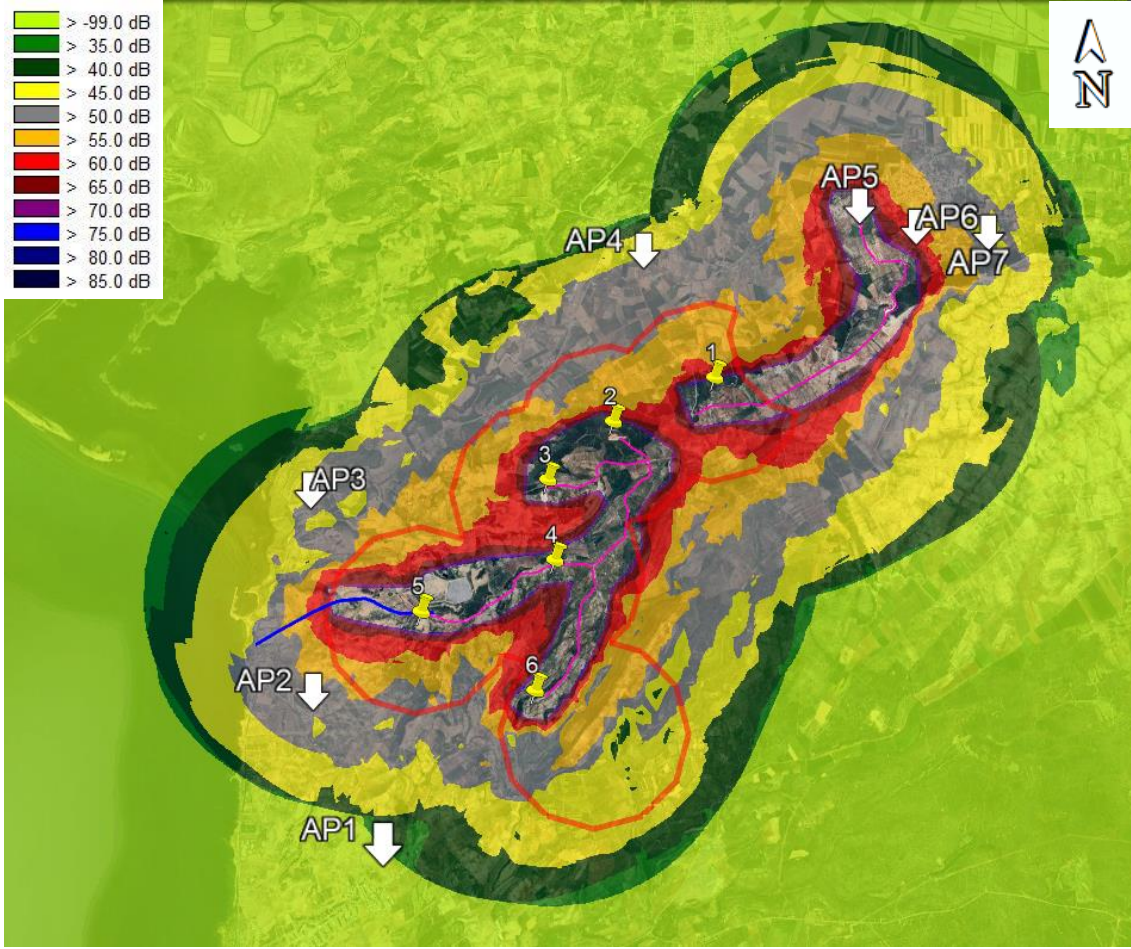 > -99.0 dB
> 35.0 dB
> 40.0 dB
> 45.0 dB
> 50.0 dB
> 55.0 dB
> 60.0 dB
> 65.0 dB
> 70.0 dB
> 75.0 dB
> 80.0 dB
> 85.0 dB
N
AP5
AP6
AP4
AP7
1
2
3
AP3
4
5
AP2
6
AP1